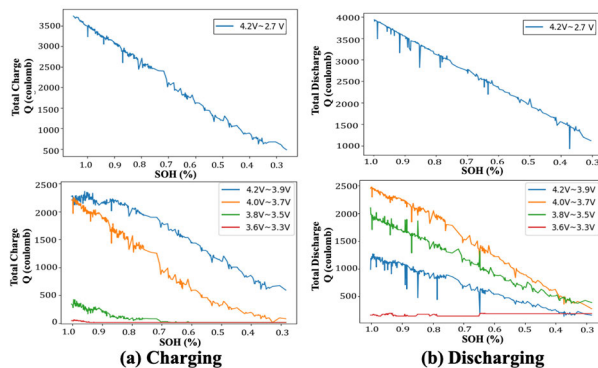 Total Charge
Q (coulomb)
3500
3000
2500
2000
1500
1000
500
4.2V~2.7 V
1.0 0.9 0.8 0.7 0.6 0.5 0.4 0.3
SOH (%)
Total Discharge
Q (coulomb)
4000
3500
3000
2500
2000
1500
1000
4.2V~2.7 V
1.0 0.9 0.8 0.7 0.6 0.5 0.4 0.3
SOH (%)
Total Charge
Q (coulomb)
2500
2000
1500
1000
500
0
4.2V~3.9V
4.0V~3.7V
3.8V~3.5V
3.6V~3.3V
1.0 0.9 0.8 0.7 0.6 0.5 0.4 0.3
SOH (%)
(a) Charging
Total Discharge
Q (coulomb)
2500
2000
1500
1000
500
4.2V~3.9V
4.0V~3.7V
3.8V~3.5V
3.6V~3.3V
1.0 0.9 0.8 0.7 0.6 0.5 0.4 0.3
SOH (%)
(b) Discharging